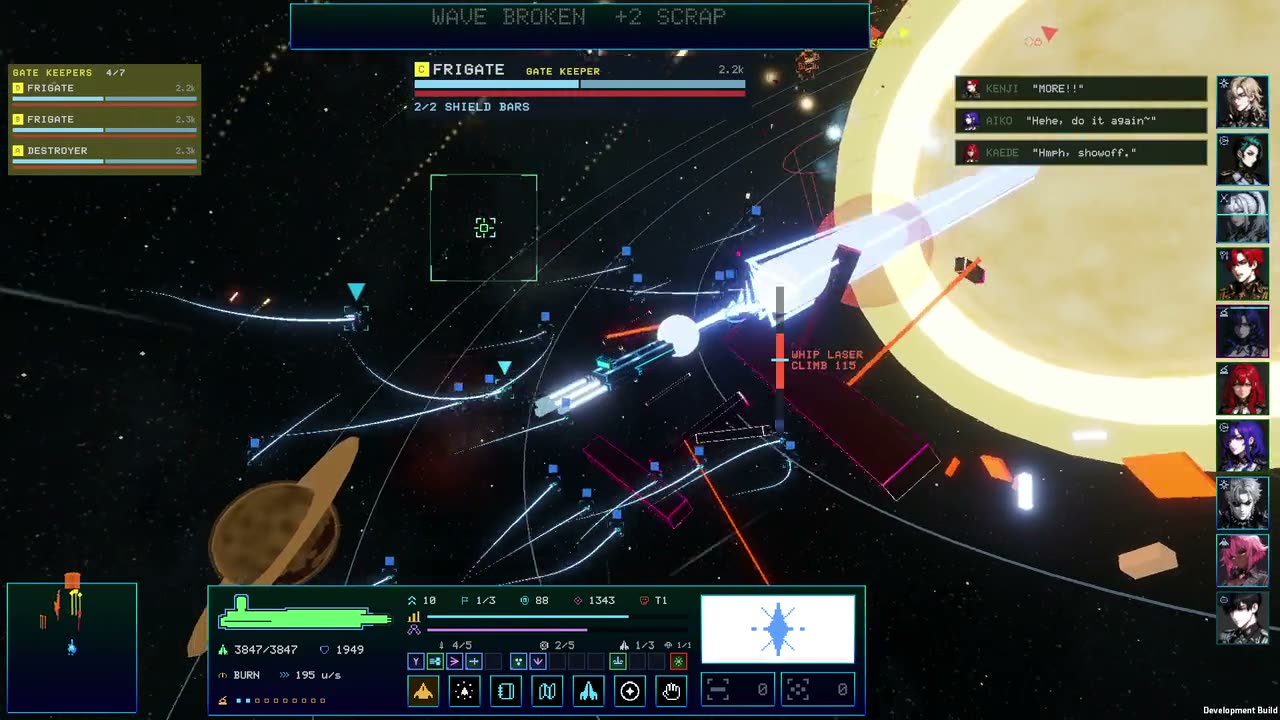 WAVE BROKEN +2 SCRAP
GATE KEEPERS 4/7
D FRIGATE 2.2k
B FRIGATE 2.3k
A DESTROYER 2.3k
C FRIGATE GATE KEEPER 2.2k
2/2 SHIELD BARS
KENJI "MORE!!"
AIKO "Hehe, do it again~"
KAEDE "Hmph, showoff."
WHIP LASER
CLIMB 115
10 1/3 88 1343 T1
3847/3847 1949
BURN 195 u/s
4/5 2/5 1/3 1/1
0 0
Development Build